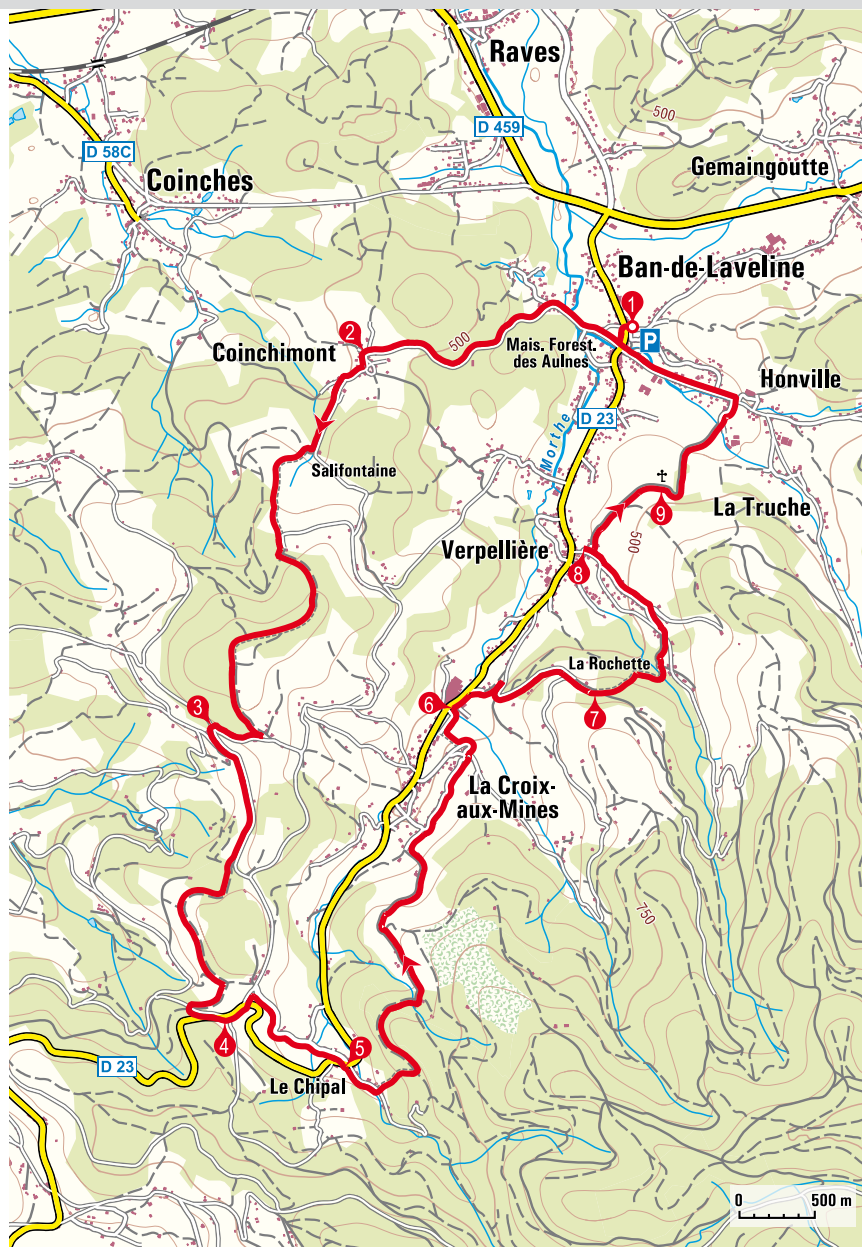 Raves
500
D 459
D 58C
Gemaingoutte
Coinches
Ban-de-Laveline
1
2
500
P
Coinchimont
Mais. Forest.
des Aulnes
Honville
D 23
Morthe
Salifontaine
9
La Truche
500
Verpellière
8
La Rochette
3
6
7
La Croix-
aux-Mines
750
4
5
D 23
Le Chipal
0 500 m